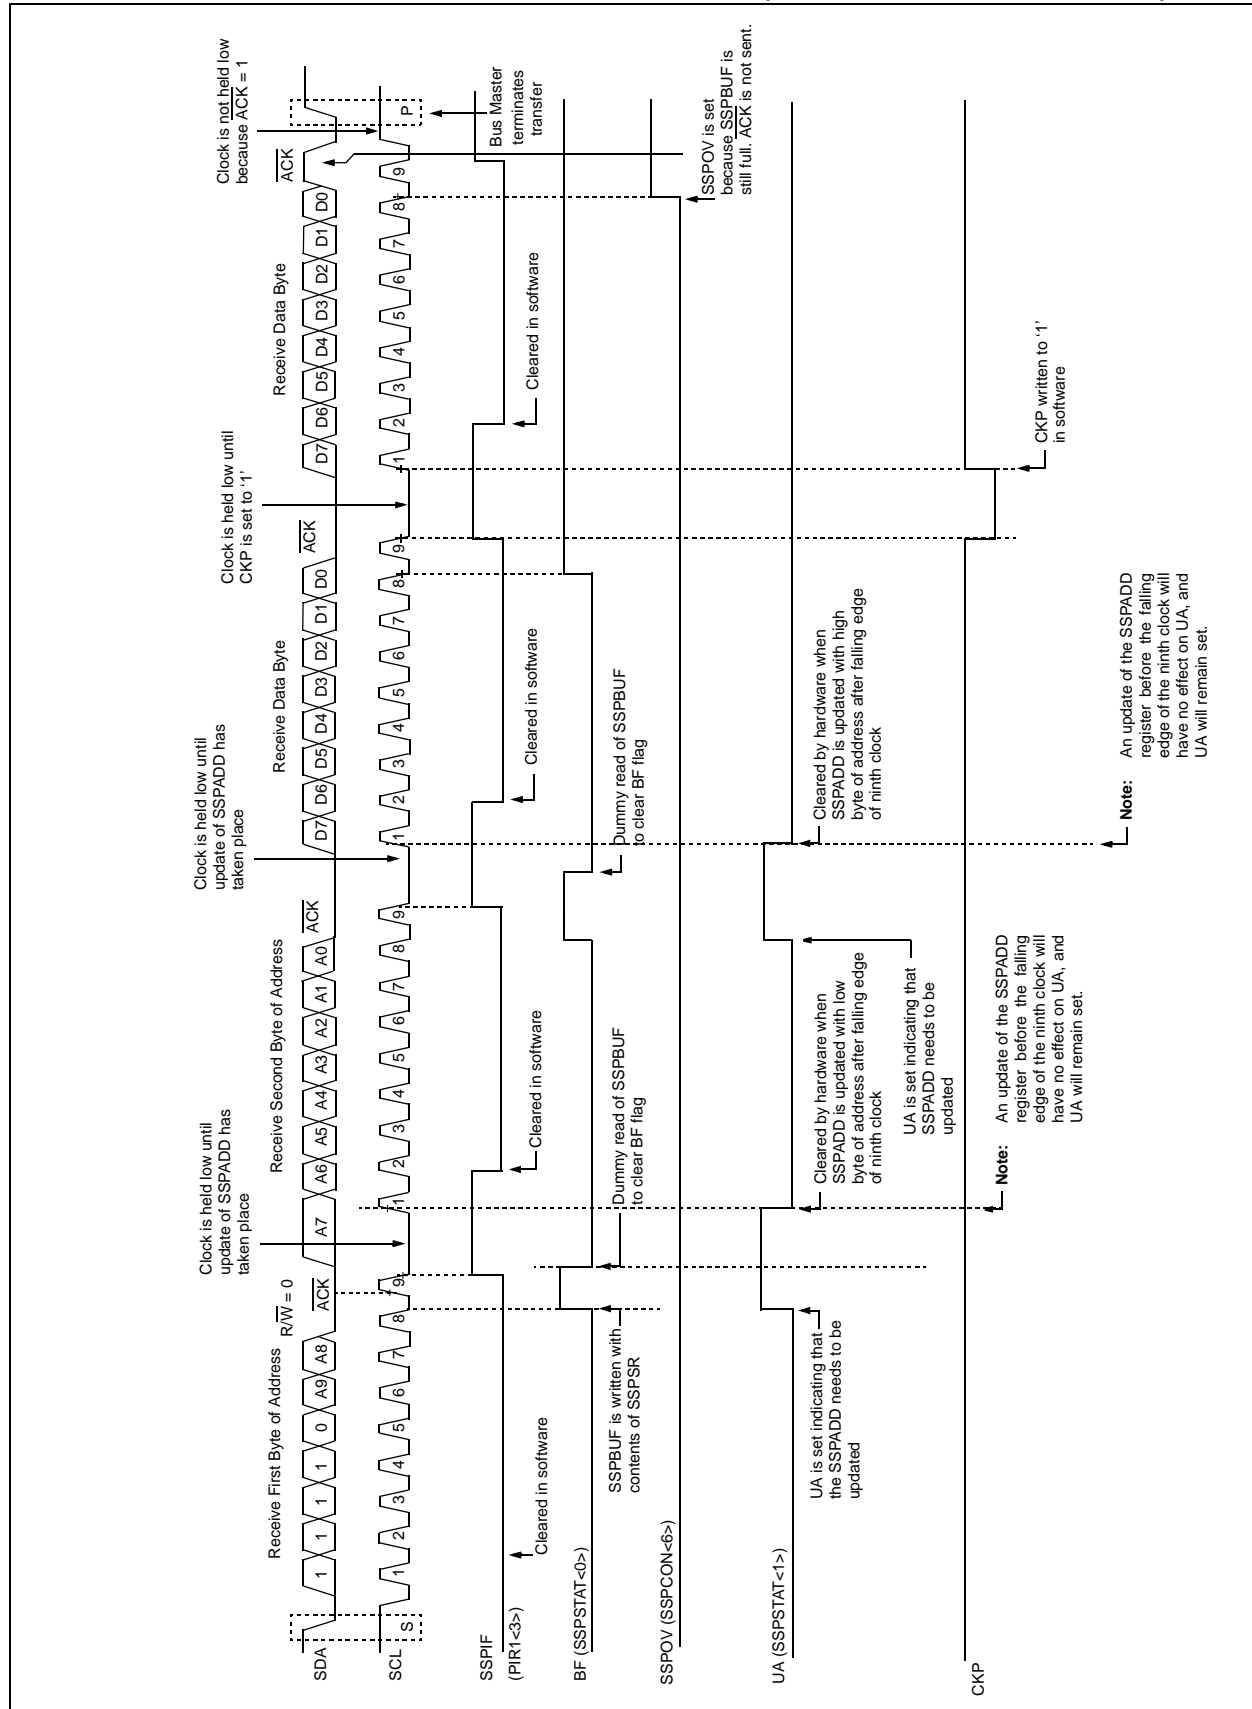 Clock is held low until
update of SSPADD has
taken place
Clock is held low until
update of SSPADD has
taken place
Clock is held low until
CKP is set to ‘1’
Clock is not held low
because ACK = 1
Receive First Byte of Address
R/W = 0
Receive Second Byte of Address
Receive Data Byte
Receive Data Byte
SDA
1 1 1 1 0 A9 A8 ACK A7 A6 A5 A4 A3 A2 A1 A0 ACK D7 D6 D5 D4 D3 D2 D1 D0 ACK D7 D6 D5 D4 D3 D2 D1 D0 ACK
SCL
S 1 2 3 4 5 6 7 8 9 1 2 3 4 5 6 7 8 9 1 2 3 4 5 6 7 8 9 1 2 3 4 5 6 7 8 9 P
Bus Master
terminates
transfer
SSPIF
(PIR1<3>)
Cleared in software
Cleared in software
Cleared in software
Cleared in software
BF (SSPSTAT<0>)
SSPBUF is written with
contents of SSPSR
Dummy read of SSPBUF
to clear BF flag
Dummy read of SSPBUF
to clear BF flag
SSPOV (SSPCON<6>)
SSPOV is set
because SSPBUF is
still full. ACK is not sent.
UA (SSPSTAT<1>)
UA is set indicating that
the SSPADD needs to be
updated
Cleared by hardware when
SSPADD is updated with low
byte of address after falling edge
of ninth clock
UA is set indicating that
SSPADD needs to be
updated
Cleared by hardware when
SSPADD is updated with high
byte of address after falling edge
of ninth clock
CKP
CKP written to ‘1’
in software
Note: An update of the SSPADD
register before the falling
edge of the ninth clock will
have no effect on UA, and
UA will remain set.
Note: An update of the SSPADD
register before the falling
edge of the ninth clock will
have no effect on UA, and
UA will remain set.